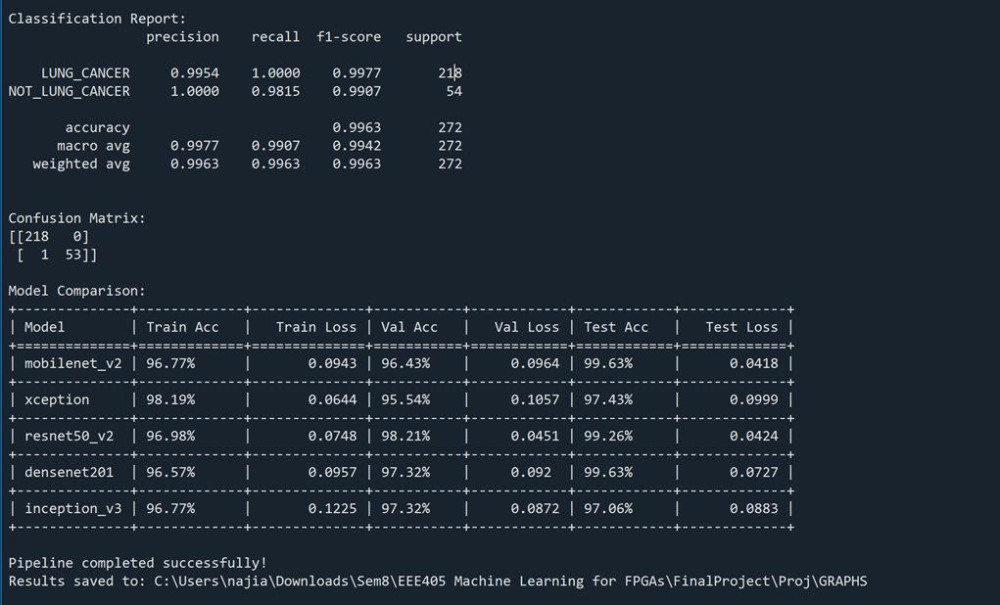 Classification Report:
precision recall f1-score support
LUNG_CANCER 0.9954 1.0000 0.9977 218
NOT_LUNG_CANCER 1.0000 0.9815 0.9907 54
accuracy 0.9963 272
macro avg 0.9977 0.9907 0.9942 272
weighted avg 0.9963 0.9963 0.9963 272
Confusion Matrix:
[[218 0]
[ 1 53]]
Model Comparison:
| Model | Train Acc | Train Loss | Val Acc | Val Loss | Test Acc | Test Loss |
| mobilenet_v2 | 96.77% | 0.0943 | 96.43% | 0.0964 | 99.63% | 0.0418 |
| xception | 98.19% | 0.0644 | 95.54% | 0.1057 | 97.43% | 0.0999 |
| resnet50_v2 | 96.98% | 0.0748 | 98.21% | 0.0451 | 99.26% | 0.0424 |
| densenet201 | 96.57% | 0.0957 | 97.32% | 0.092 | 99.63% | 0.0727 |
| inception_v3 | 96.77% | 0.1225 | 97.32% | 0.0872 | 97.06% | 0.0883 |
Pipeline completed successfully!
Results saved to: C:\Users\najia\Downloads\Sem8\EEE405 Machine Learning for FPGAs\FinalProject\Proj\GRAPHS